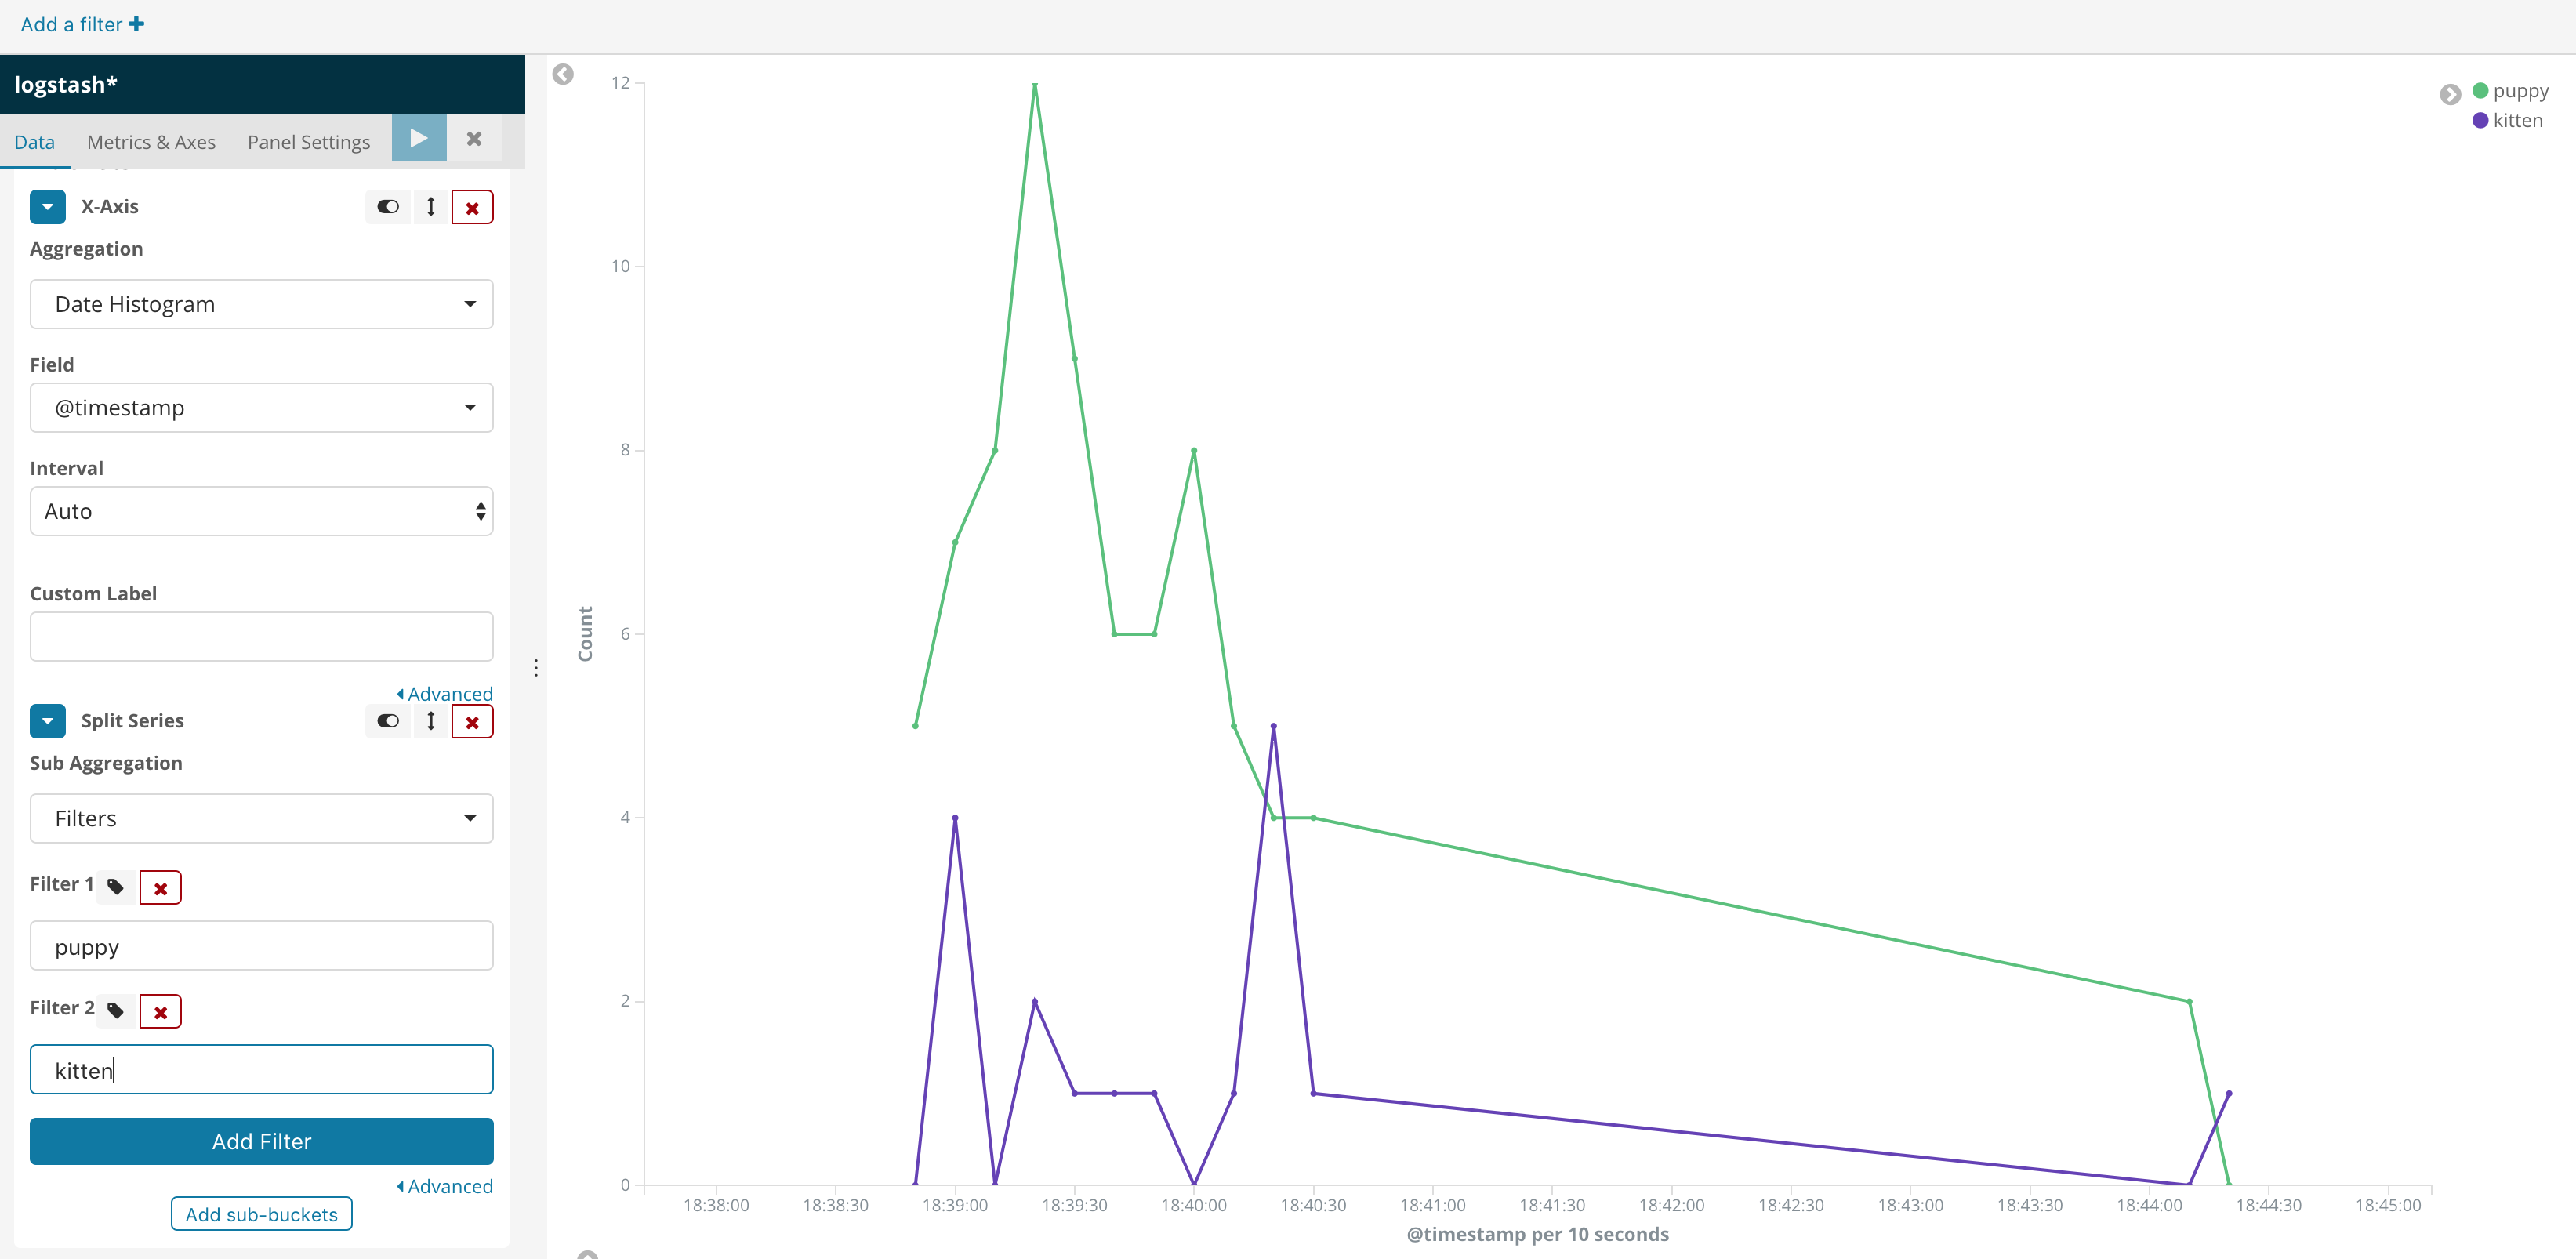 Add a filter
logstash*
Data Metrics & Axes Panel Settings
X-Axis
Aggregation
Date Histogram
Field
@timestamp
Interval
Auto
Custom Label
Advanced
Split Series
Sub Aggregation
Filters
Filter 1
puppy
Filter 2
kitten
Add Filter
Advanced
Add sub-buckets
12
10
8
6
4
2
0
Count
18:38:00 18:38:30 18:39:00 18:39:30 18:40:00 18:40:30 18:41:00 18:41:30 18:42:00 18:42:30 18:43:00 18:43:30 18:44:00 18:44:30 18:45:00
@timestamp per 10 seconds
puppy
kitten